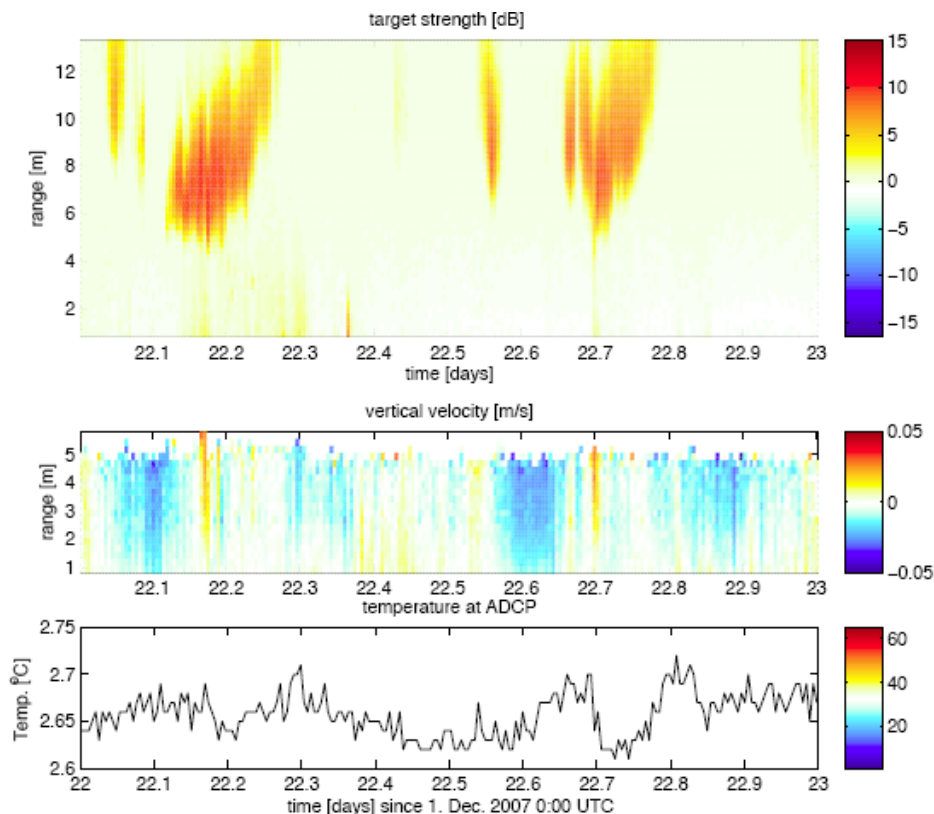 target strength [dB]
12
10
8
6
4
2
range [m]
22.1 22.2 22.3 22.4 22.5 22.6 22.7 22.8 22.9 23
time [days]
15
10
5
0
−5
−10
−15
vertical velocity [m/s]
5
4
3
2
1
range [m]
22.1 22.2 22.3 22.4 22.5 22.6 22.7 22.8 22.9 23
0.05
0
−0.05
temperature at ADCP
2.75
2.7
2.65
2.6
Temp. [ºC]
22 22.1 22.2 22.3 22.4 22.5 22.6 22.7 22.8 22.9 23
time [days] since 1. Dec. 2007 0:00 UTC
60
40
20